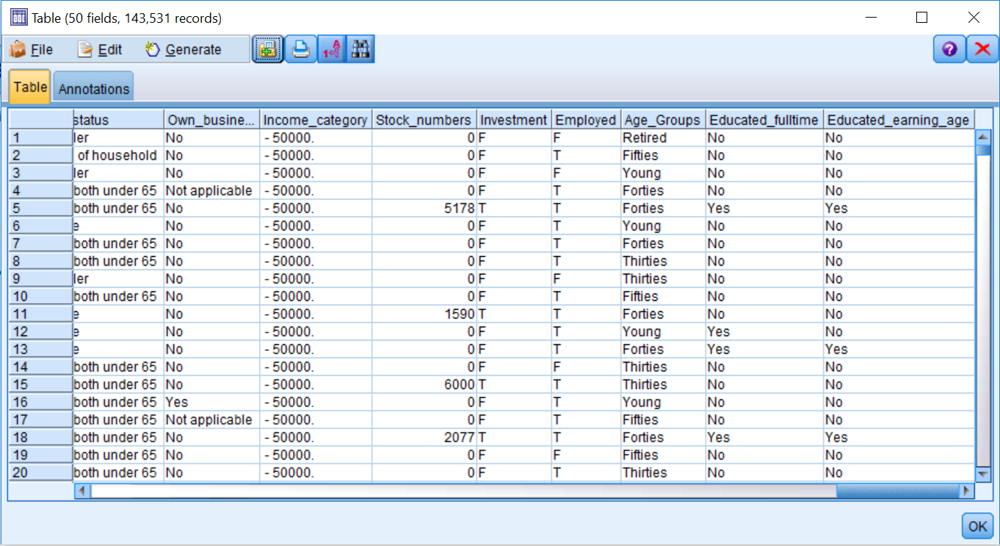 Table (50 fields, 143,531 records)
File Edit Generate
Table Annotations
status Own_busine... Income_category Stock_numbers Investment Employed Age_Groups Educated_fulltime Educated_earning_age
1 ler No - 50000. 0 F F Retired No No
2 of household No - 50000. 0 F T Fifties No No
3 ler No - 50000. 0 F F Young No No
4 both under 65 Not applicable - 50000. 0 F T Forties No No
5 both under 65 No - 50000. 5178 T T Forties Yes Yes
6 e No - 50000. 0 F T Young No No
7 both under 65 No - 50000. 0 F T Forties No No
8 both under 65 No - 50000. 0 F T Thirties No No
9 ler No - 50000. 0 F F Thirties No No
10 both under 65 No - 50000. 0 F T Fifties No No
11 e No - 50000. 1590 T T Forties No No
12 e No - 50000. 0 F T Young Yes No
13 e No - 50000. 0 F T Forties Yes Yes
14 both under 65 No - 50000. 0 F F Thirties No No
15 both under 65 No - 50000. 6000 T T Thirties No No
16 both under 65 Yes - 50000. 0 F T Young No No
17 both under 65 Not applicable - 50000. 0 F T Fifties No No
18 both under 65 No - 50000. 2077 T T Forties Yes Yes
19 both under 65 No - 50000. 0 F F Fifties No No
20 both under 65 No - 50000. 0 F T Thirties No No
OK